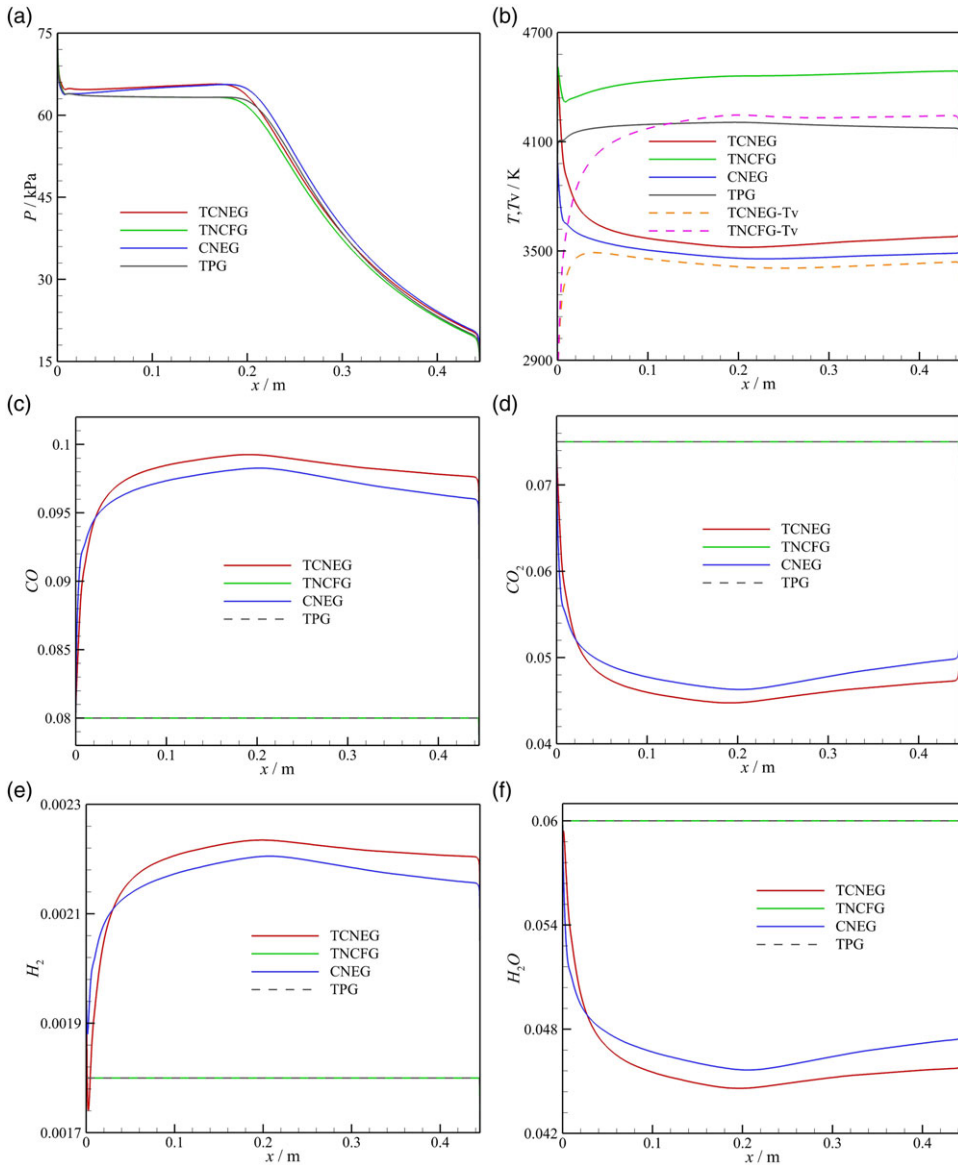 (a)
75
60
45
30
15
P / kPa
TCNEG
TNCFG
CNEG
TPG
0
0.1
0.2
0.3
0.4
x / m
(b)
4700
4100
3500
2900
T,Tv / K
TCNEG
TNCFG
CNEG
TPG
TCNEG-Tv
TNCFG-Tv
0
0.1
0.2
0.3
0.4
x / m
(c)
0.1
0.095
0.09
0.085
0.08
CO
TCNEG
TNCFG
CNEG
TPG
0
0.1
0.2
0.3
0.4
x / m
(d)
0.07
0.06
0.05
0.04
CO2
TCNEG
TNCFG
CNEG
TPG
0
0.1
0.2
0.3
0.4
x / m
(e)
0.0023
0.0021
0.0019
0.0017
H2
TCNEG
TNCFG
CNEG
TPG
0
0.1
0.2
0.3
0.4
x / m
(f)
0.06
0.054
0.048
0.042
H2O
TCNEG
TNCFG
CNEG
TPG
0
0.1
0.2
0.3
0.4
x / m